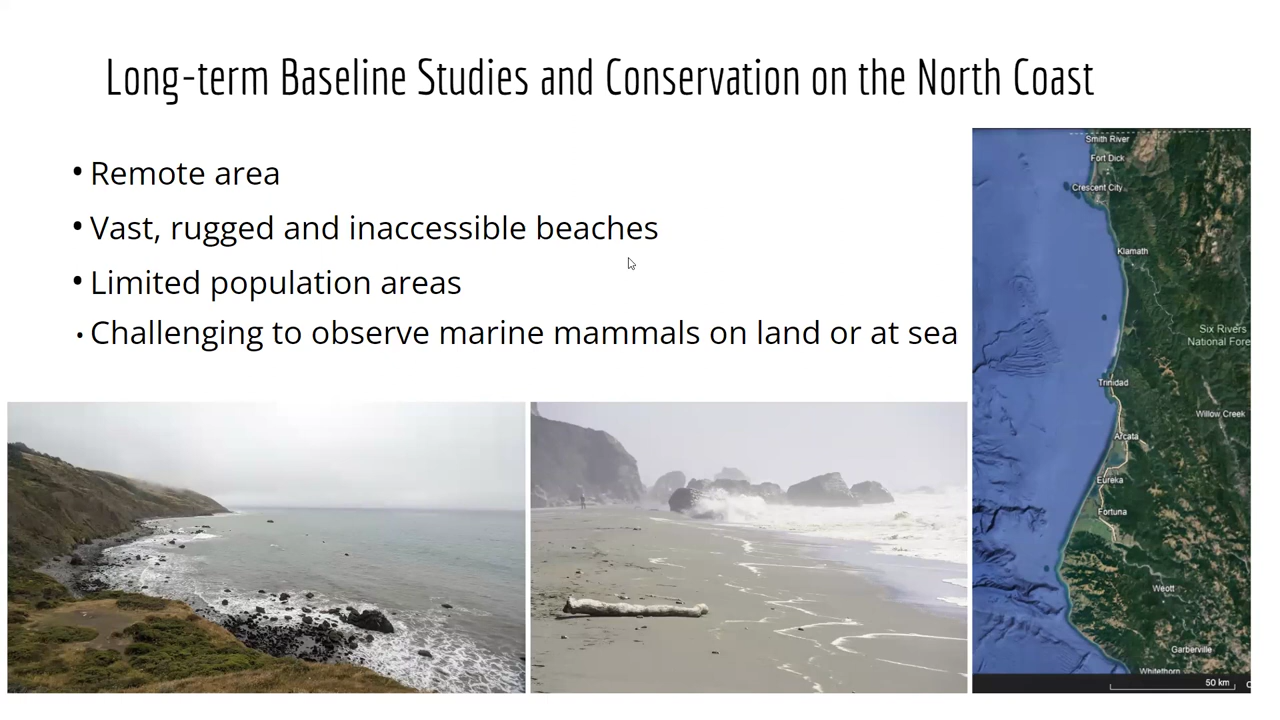 Long-term Baseline Studies and Conservation on the North Coast
• Remote area
• Vast, rugged and inaccessible beaches
• Limited population areas
• Challenging to observe marine mammals on land or at sea
Smith River
Fort Dick
Crescent City
Klamath
Six Rivers
National Fore
Trinidad
Willow Creek
Arcata
Eureka
Fortuna
Weott
Garberville
Whitethorn
50 km